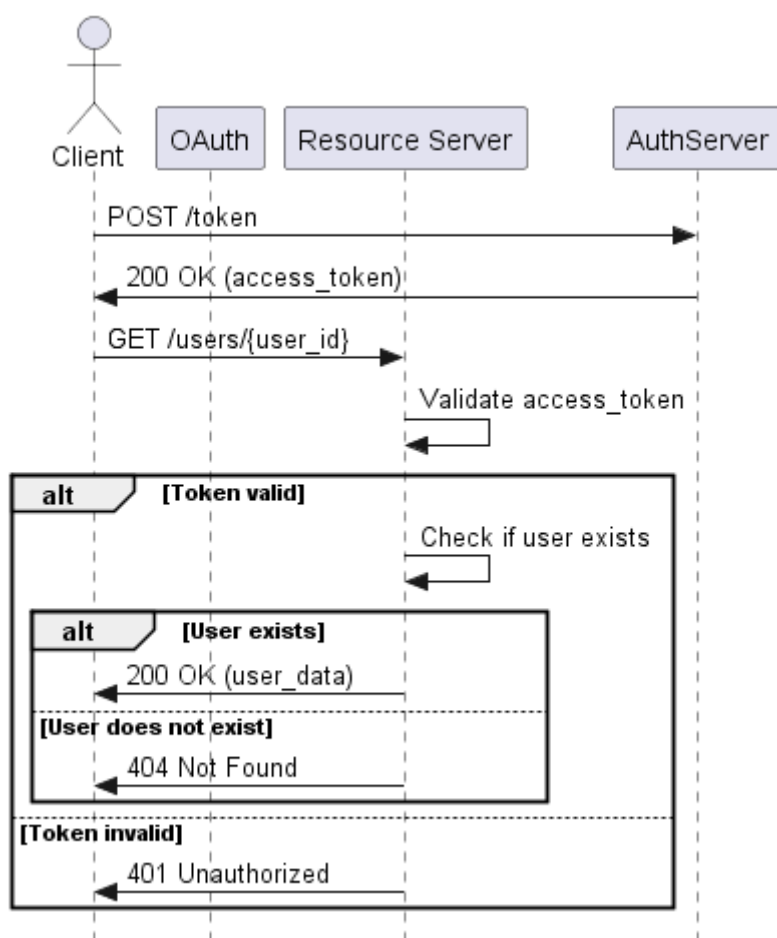 Client
OAuth
Resource Server
AuthServer
POST /token
200 OK (access_token)
GET /users/{user_id}
Validate access_token
alt [Token valid]
Check if user exists
alt [User exists]
200 OK (user_data)
[User does not exist]
404 Not Found
[Token invalid]
401 Unauthorized